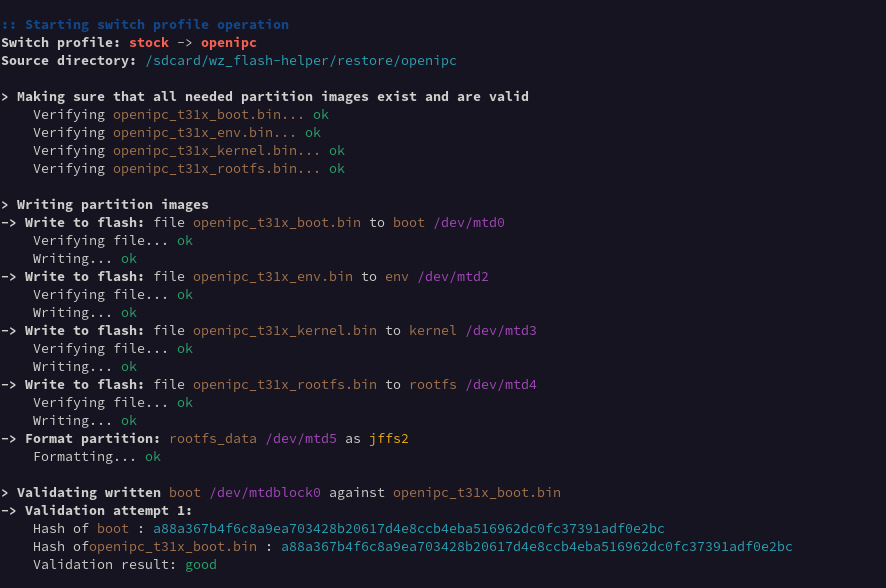 :: Starting switch profile operation
Switch profile: stock -> openipc
Source directory: /sdcard/wz_flash-helper/restore/openipc
> Making sure that all needed partition images exist and are valid
Verifying openipc_t31x_boot.bin... ok
Verifying openipc_t31x_env.bin... ok
Verifying openipc_t31x_kernel.bin... ok
Verifying openipc_t31x_rootfs.bin... ok
> Writing partition images
-> Write to flash: file openipc_t31x_boot.bin to boot /dev/mtd0
Verifying file... ok
Writing... ok
-> Write to flash: file openipc_t31x_env.bin to env /dev/mtd2
Verifying file... ok
Writing... ok
-> Write to flash: file openipc_t31x_kernel.bin to kernel /dev/mtd3
Verifying file... ok
Writing... ok
-> Write to flash: file openipc_t31x_rootfs.bin to rootfs /dev/mtd4
Verifying file... ok
Writing... ok
-> Format partition: rootfs_data /dev/mtd5 as jffs2
Formatting... ok
> Validating written boot /dev/mtdblock0 against openipc_t31x_boot.bin
-> Validation attempt 1:
Hash of boot : a88a367b4f6c8a9ea703428b20617d4e8ccb4eba516962dc0fc37391adf0e2bc
Hash ofopenipc_t31x_boot.bin : a88a367b4f6c8a9ea703428b20617d4e8ccb4eba516962dc0fc37391adf0e2bc
Validation result: good